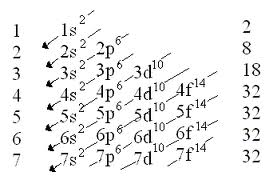 1 1s² 2
2 2s² 2p⁶ 8
3 3s² 3p⁶ 3d¹⁰ 18
4 4s² 4p⁶ 4d¹⁰ 4f¹⁴ 32
5 5s² 5p⁶ 5d¹⁰ 5f¹⁴ 32
6 6s² 6p⁶ 6d¹⁰ 6f¹⁴ 32
7 7s² 7p⁶ 7d¹⁰ 7f¹⁴ 32